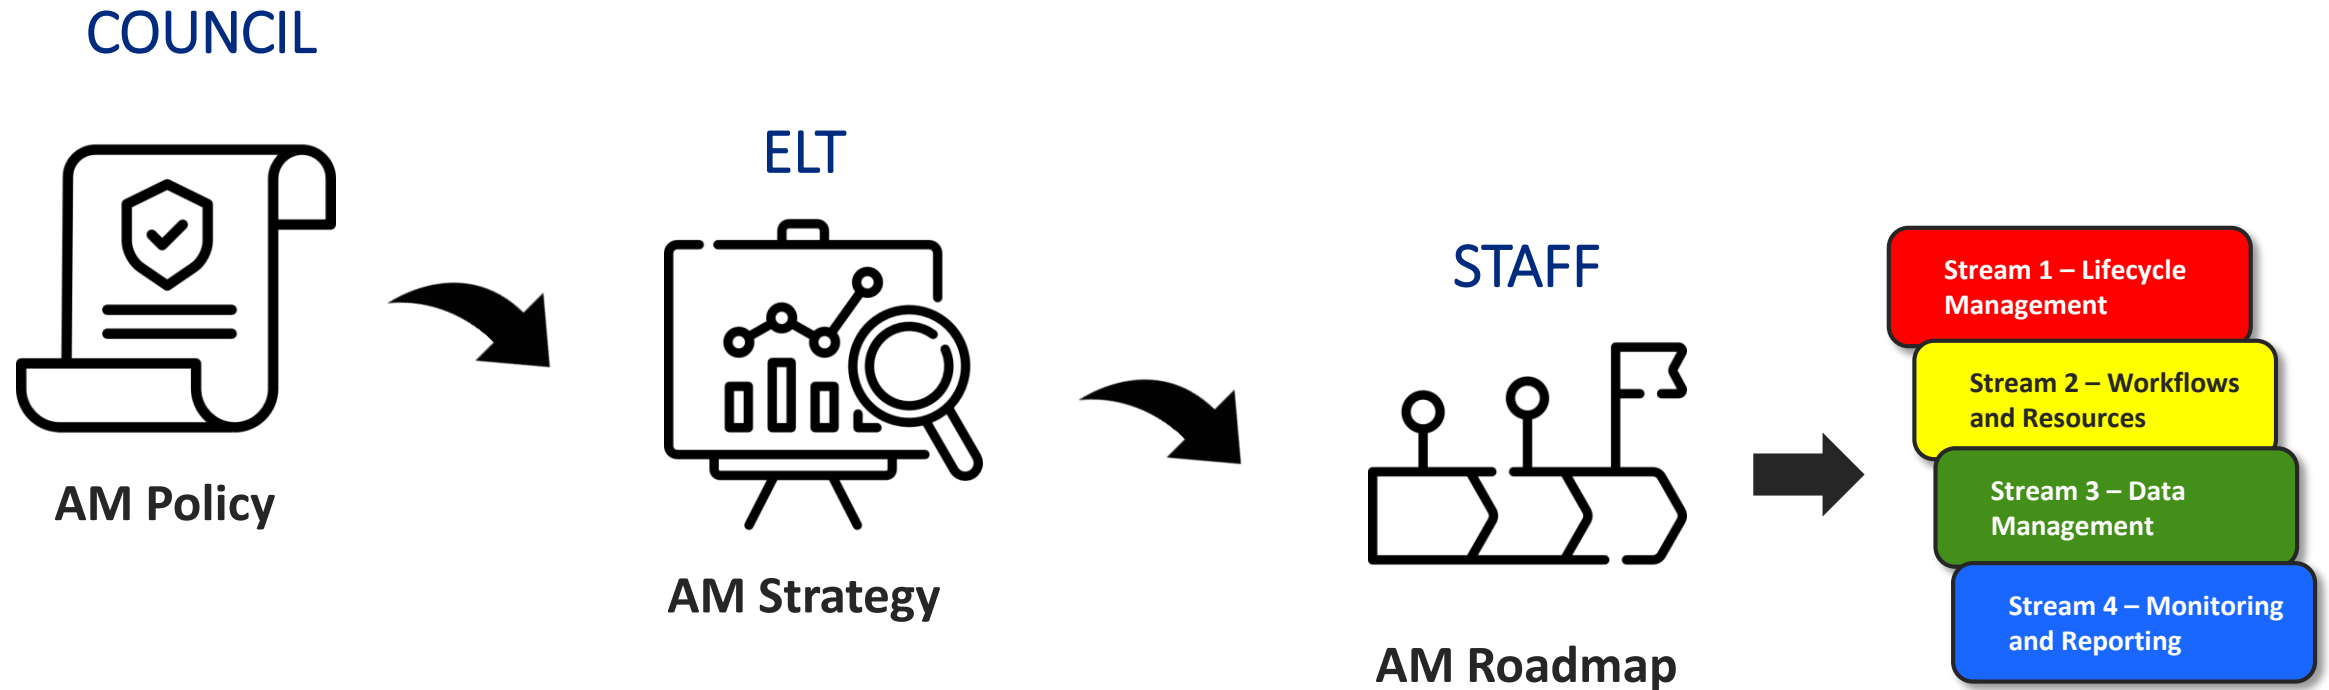 COUNCIL
AM Policy
ELT
AM Strategy
STAFF
AM Roadmap
Stream 1 – Lifecycle
Management
Stream 2 – Workflows
and Resources
Stream 3 – Data
Management
Stream 4 – Monitoring
and Reporting